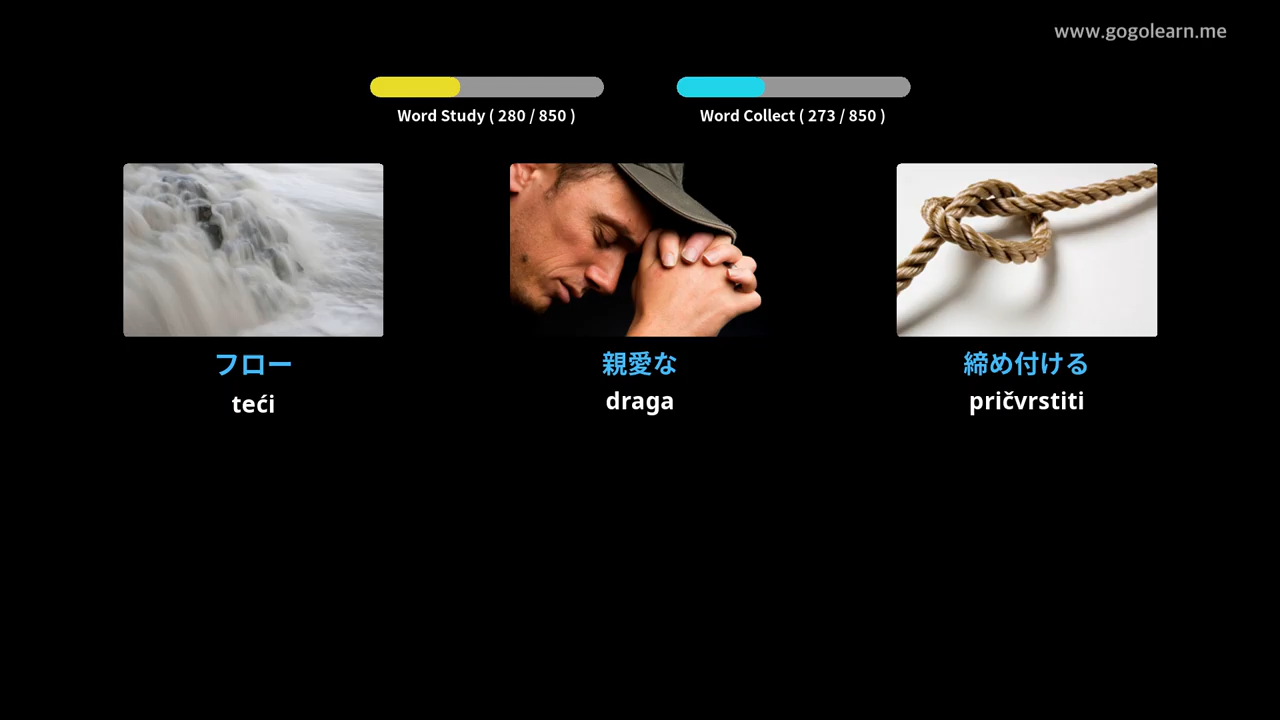 www.gogolearn.me
Word Study ( 280 / 850 )
Word Collect ( 273 / 850 )
フロー
teći
親愛な
draga
締め付ける
pričvrstiti